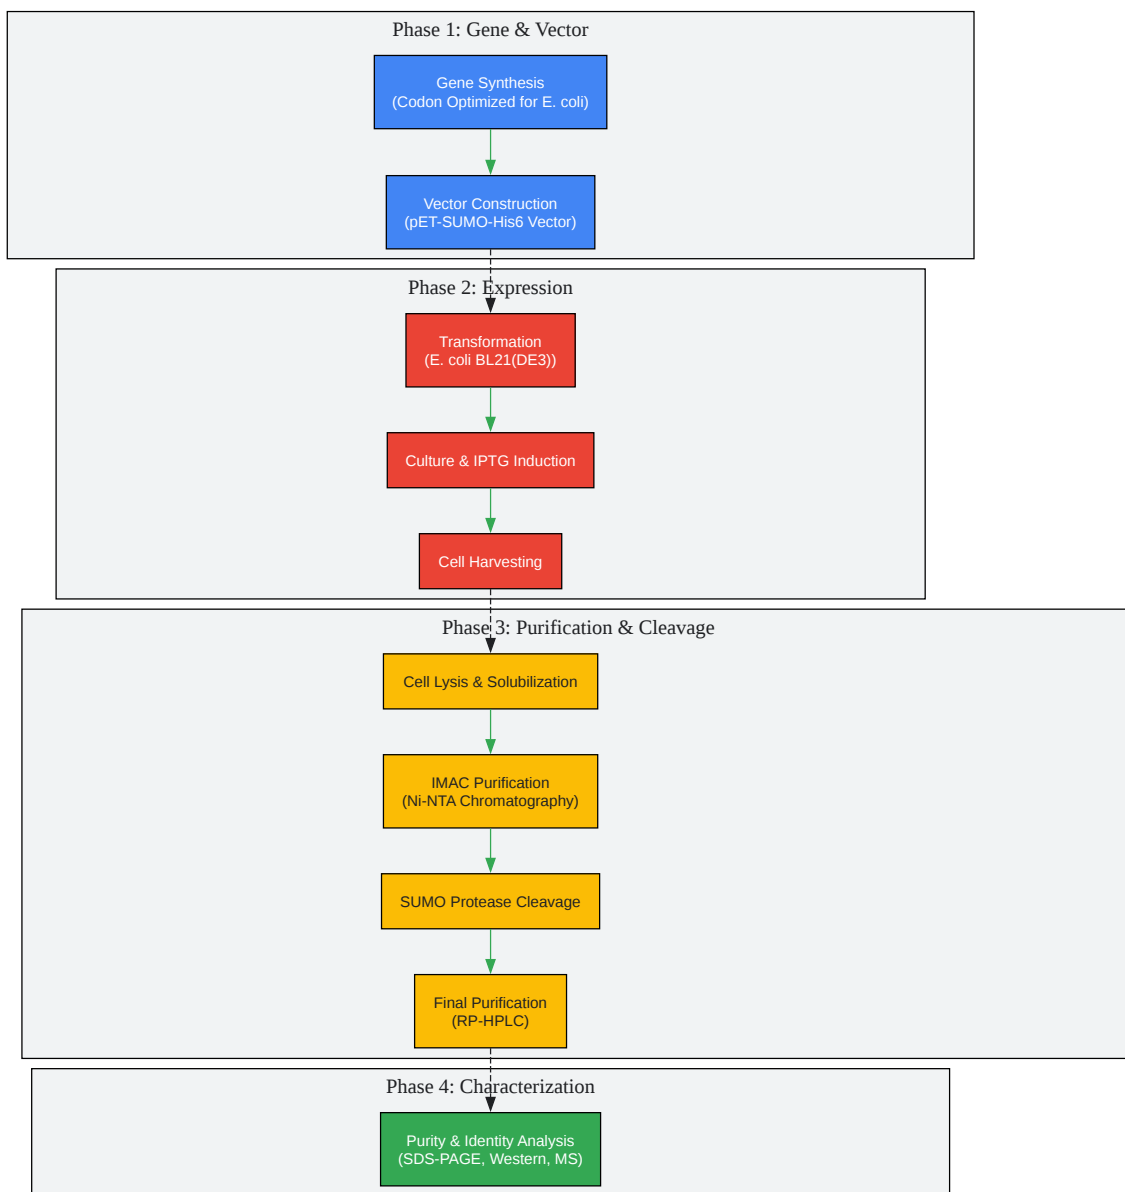 Phase 1: Gene & Vector
Gene Synthesis
(Codon Optimized for E. coli)
Vector Construction
(pET-SUMO-His6 Vector)
Phase 2: Expression
Transformation
(E. coli BL21(DE3))
Culture & IPTG Induction
Cell Harvesting
Phase 3: Purification & Cleavage
Cell Lysis & Solubilization
IMAC Purification
(Ni-NTA Chromatography)
SUMO Protease Cleavage
Final Purification
(RP-HPLC)
Phase 4: Characterization
Purity & Identity Analysis
(SDS-PAGE, Western, MS)